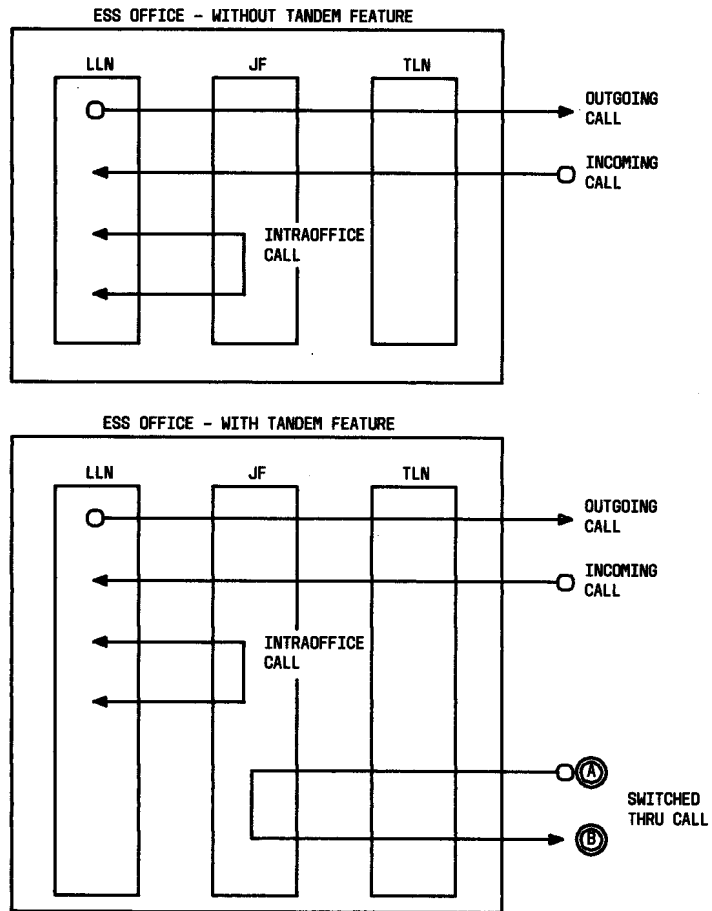 ESS OFFICE - WITHOUT TANDEM FEATURE
LLN JF TLN
OUTGOING
CALL
INCOMING
CALL
INTRAOFFICE
CALL
ESS OFFICE - WITH TANDEM FEATURE
LLN JF TLN
OUTGOING
CALL
INCOMING
CALL
INTRAOFFICE
CALL
A
SWITCHED
THRU CALL
B